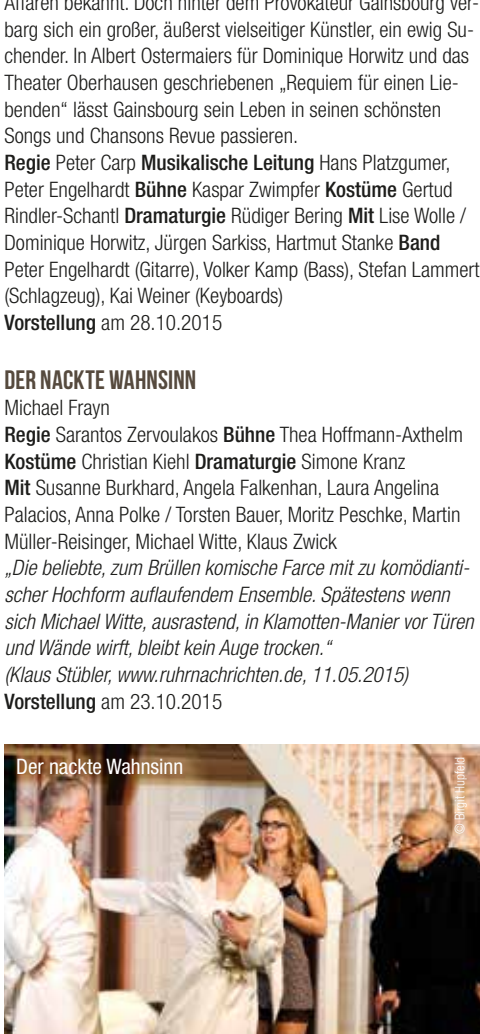 Affären bekannt. Doch hinter dem Provokateur Gainsbourg ver-
barg sich ein großer, äußerst vielseitiger Künstler, ein ewig Su-
chender. In Albert Ostermaiers für Dominique Horwitz und das
Theater Oberhausen geschriebenen „Requiem für einen Lie-
benden“ lässt Gainsbourg sein Leben in seinen schönsten
Songs und Chansons Revue passieren.
Regie Peter Carp Musikalische Leitung Hans Platzgumer,
Peter Engelhardt Bühne Kaspar Zwimpfer Kostüme Gertud
Rindler-Schantl Dramaturgie Rüdiger Bering Mit Lise Wolle /
Dominique Horwitz, Jürgen Sarkiss, Hartmut Stanke Band
Peter Engelhardt (Gitarre), Volker Kamp (Bass), Stefan Lammert
(Schlagzeug), Kai Weiner (Keyboards)
Vorstellung am 28.10.2015
DER NACKTE WAHNSINN
Michael Frayn
Regie Sarantos Zervoulakos Bühne Thea Hoffmann-Axthelm
Kostüme Christian Kiehl Dramaturgie Simone Kranz
Mit Susanne Burkhard, Angela Falkenhan, Laura Angelina
Palacios, Anna Polke / Torsten Bauer, Moritz Peschke, Martin
Müller-Reisinger, Michael Witte, Klaus Zwick
„Die beliebte, zum Brüllen komische Farce mit zu komödianti-
scher Hochform auflaufendem Ensemble. Spätestens wenn
sich Michael Witte, ausrastend, in Klamotten-Manier vor Türen
und Wände wirft, bleibt kein Auge trocken.“
(Klaus Stübler, www.ruhrnachrichten.de, 11.05.2015)
Vorstellung am 23.10.2015
Der nackte Wahnsinn
© Birgit Hupfeld